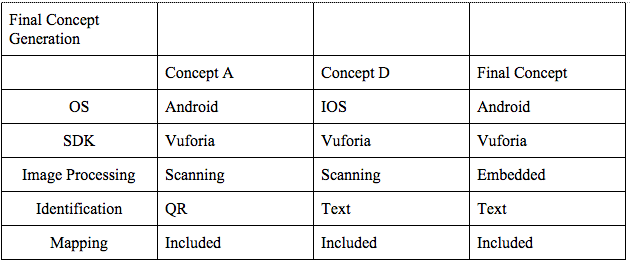 Final Concept
Generation
Concept A Concept D Final Concept
OS Android IOS Android
SDK Vuforia Vuforia Vuforia
Image Processing Scanning Scanning Embedded
Identification QR Text Text
Mapping Included Included Included